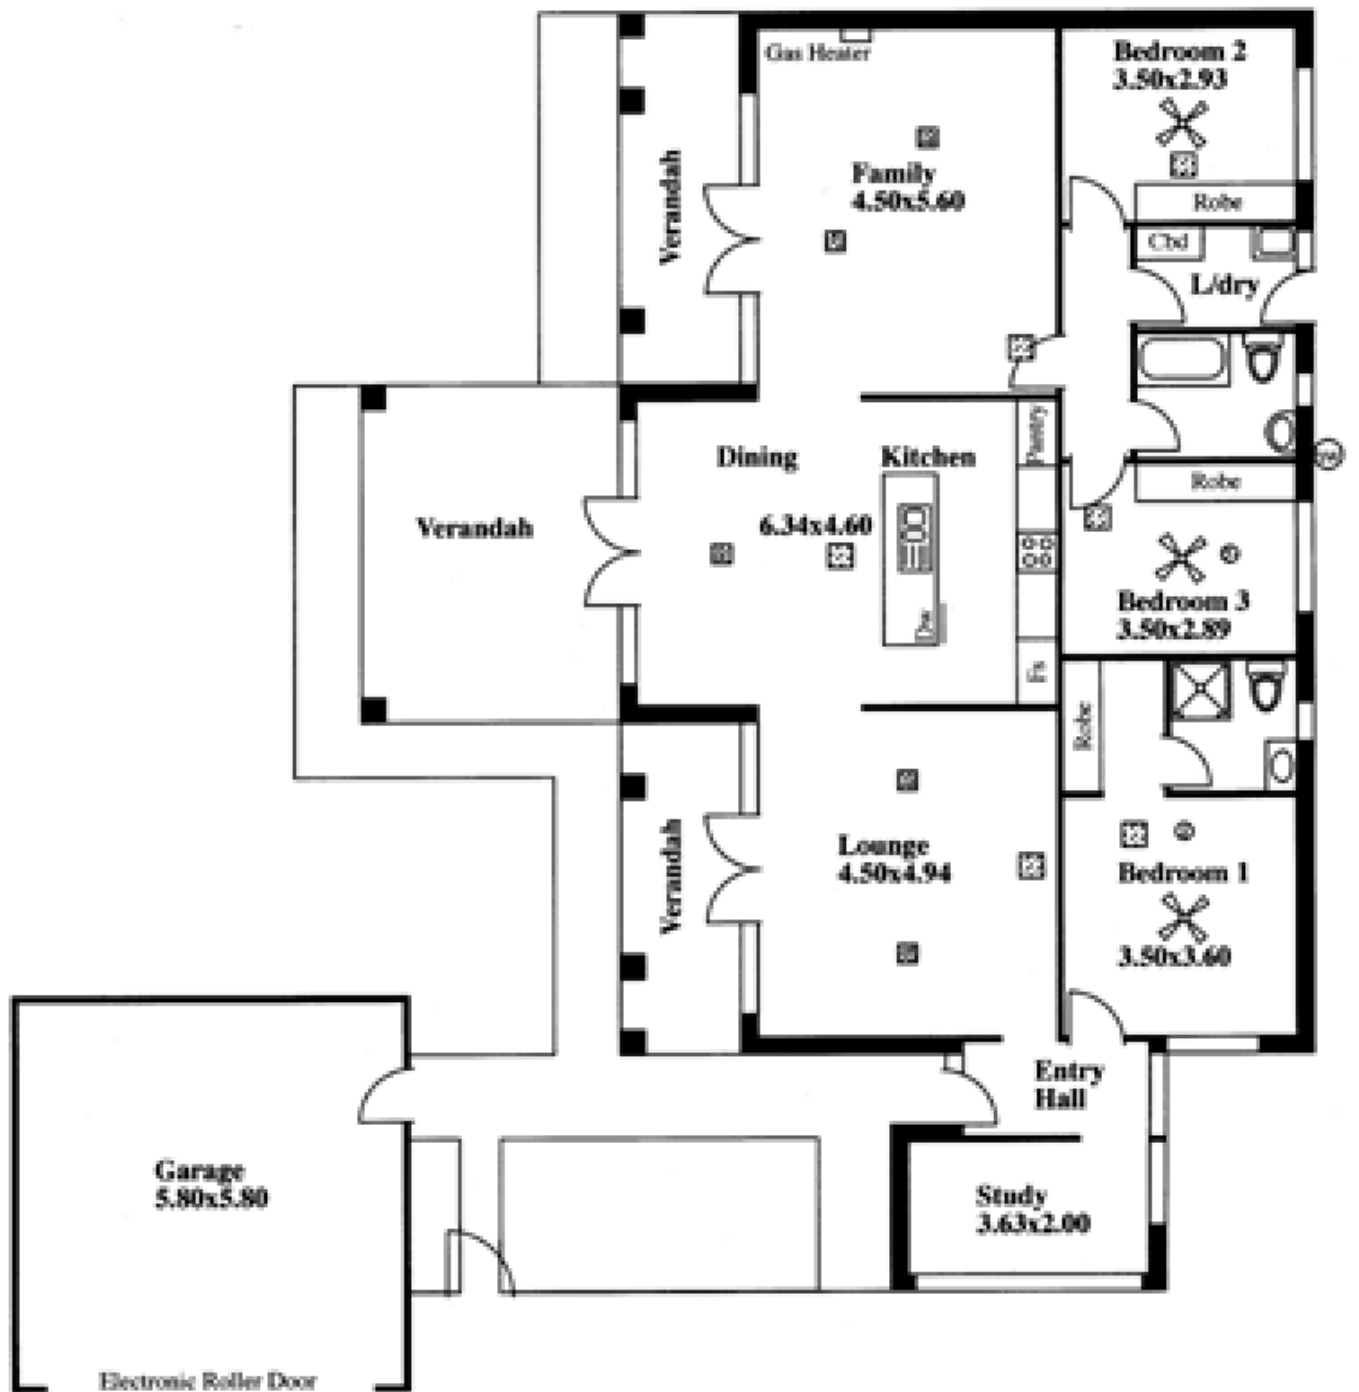 Gas Heater
Bedroom 2
3.50x2.93
Verandah
Family
4.50x5.60
Robe
Cbd
L/dry
Pantry
Dining
Kitchen
Robe
Verandah
6.34x4.60
Dw
Bedroom 3
3.50x2.89
Fs
Robe
Verandah
Lounge
4.50x4.94
Bedroom 1
3.50x3.60
Entry
Hall
Garage
5.80x5.80
Study
3.63x2.00
Electronic Roller Door